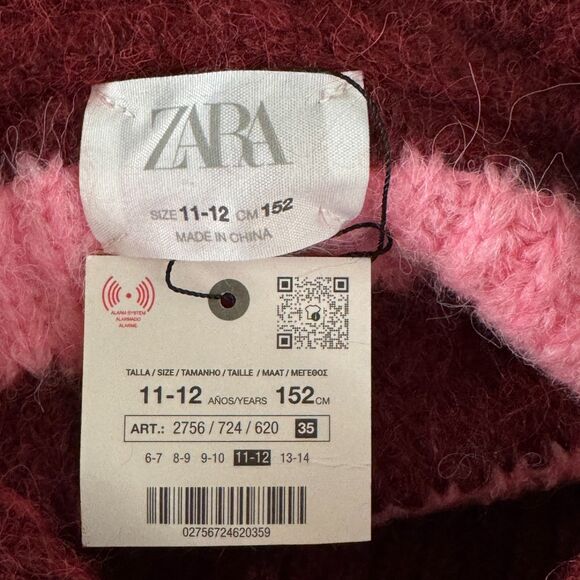 ZARA
SIZE 11-12 CM 152
MADE IN CHINA
ALARM SYSTEM
ALARMADO
ALARME
TALLA / SIZE / TAMANHO / TAILLE / MAAT / ΜΕΓΕΘΟΣ
11-12 AÑOS/YEARS 152 CM
ART.: 2756 / 724 / 620 35
6-7 8-9 9-10 11-12 13-14
02756724620359